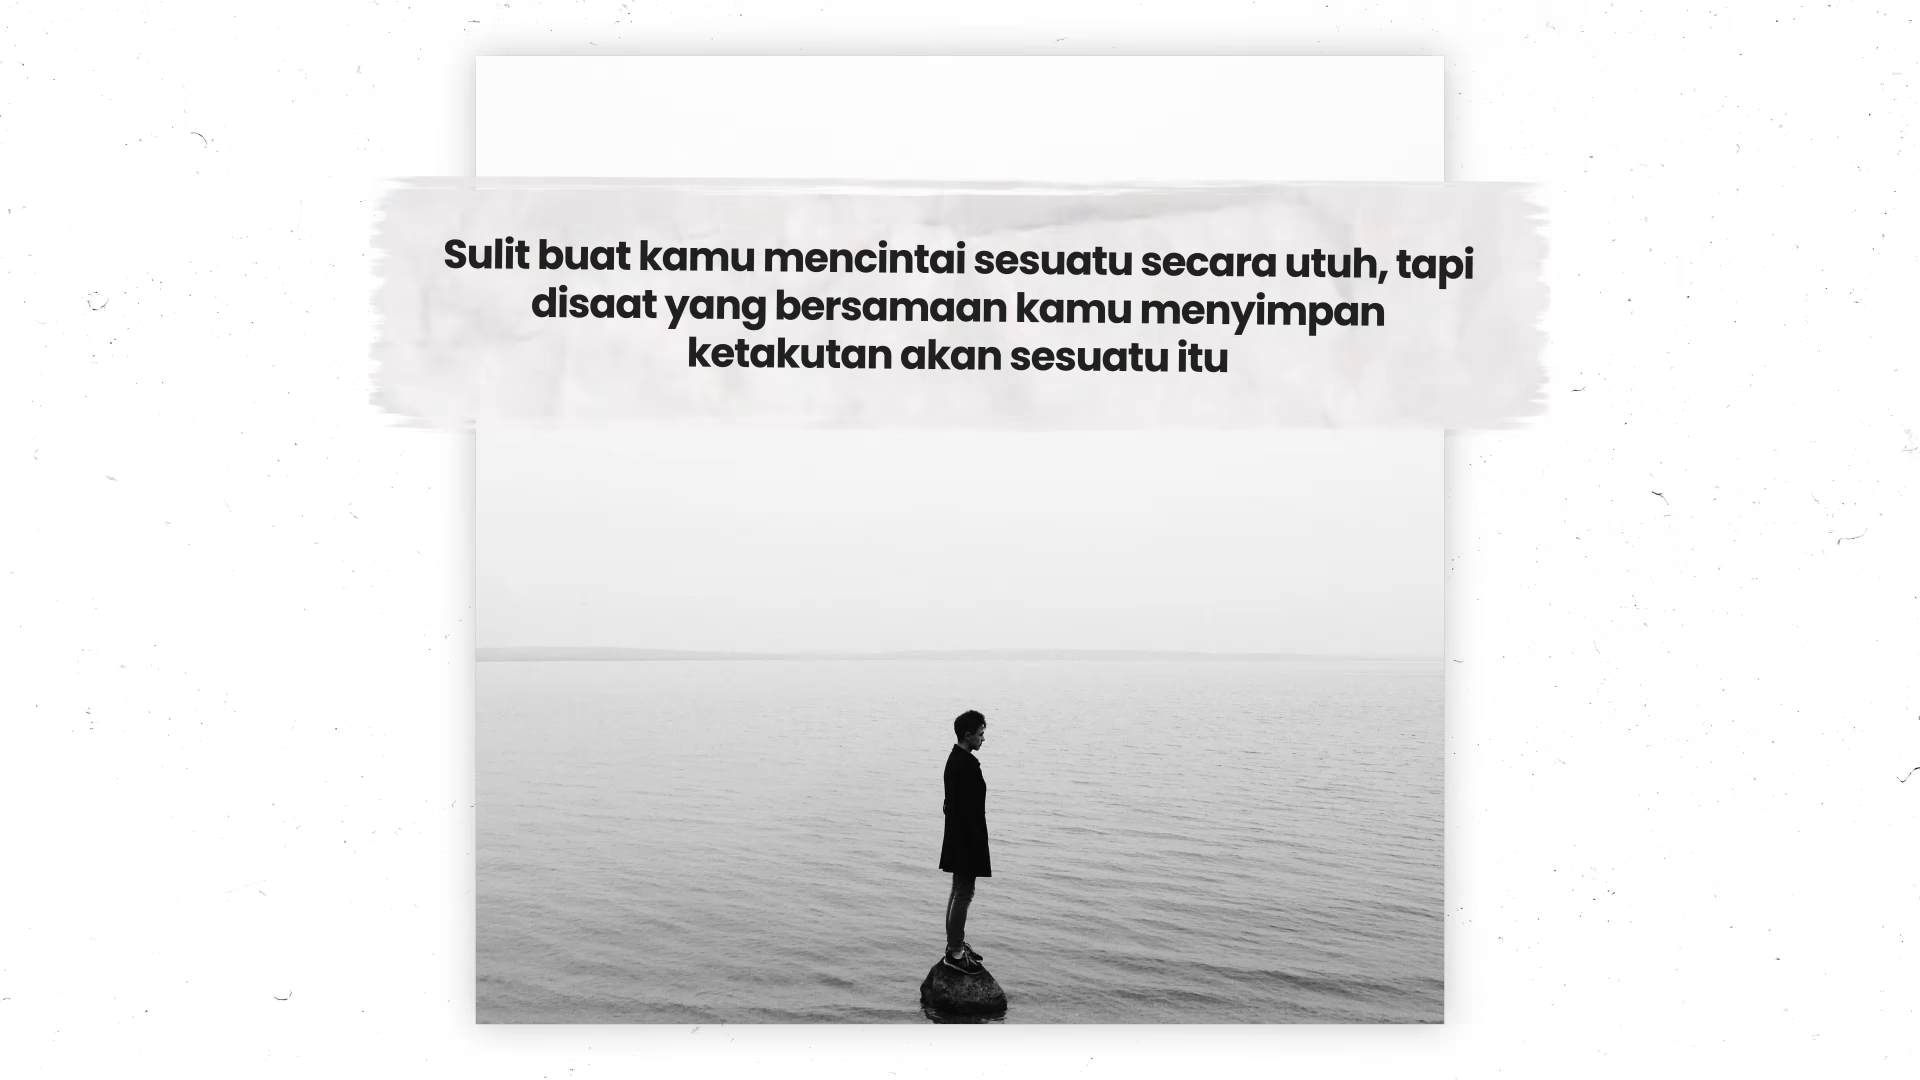 Sulit buat kamu mencintai sesuatu secara utuh, tapi
disaat yang bersamaan kamu menyimpan
ketakutan akan sesuatu itu